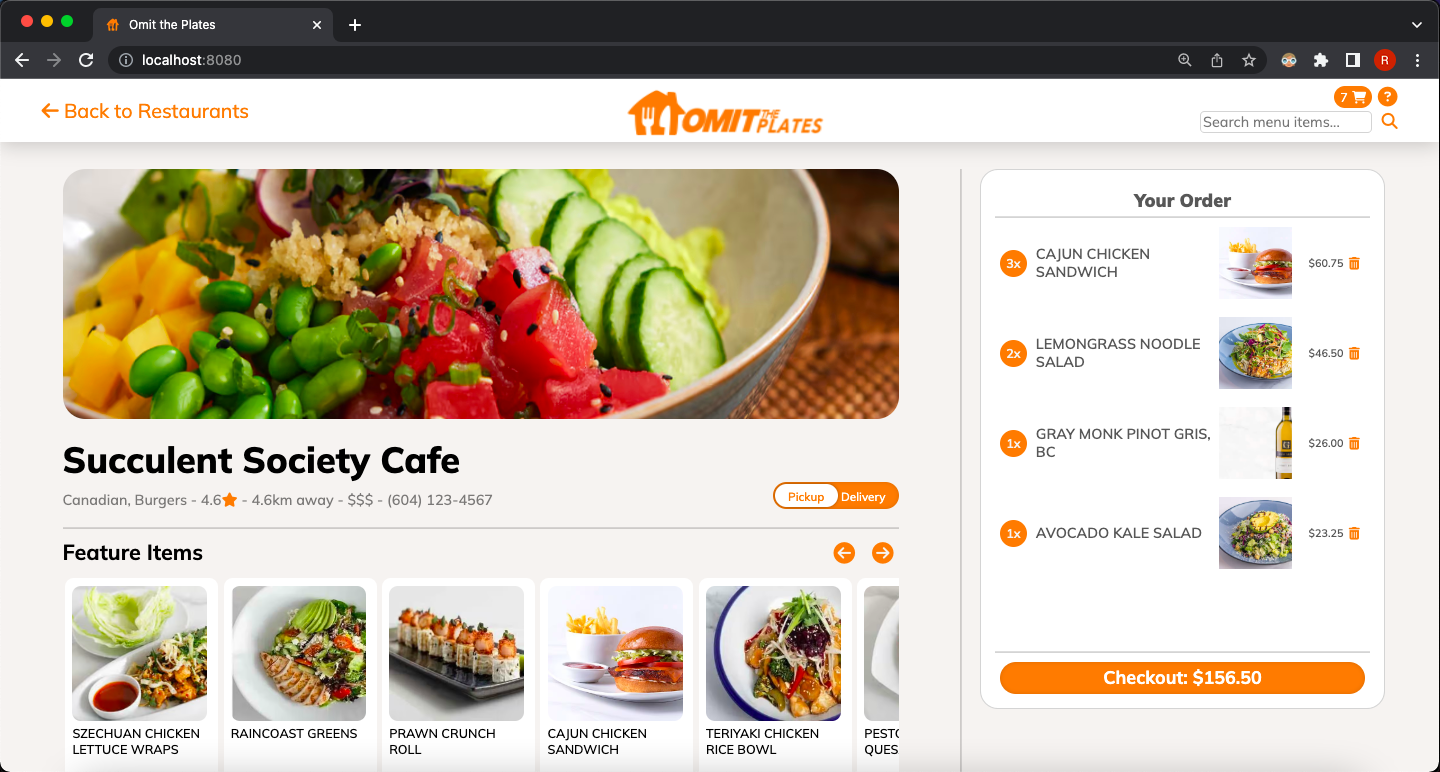 Omit the Plates
localhost:8080
R
Back to Restaurants
OMIT THE PLATES
7
?
Search menu items...
Succulent Society Cafe
Canadian, Burgers - 4.6 - 4.6km away - $$$ - (604) 123-4567
Pickup Delivery
Feature Items
SZECHUAN CHICKEN
LETTUCE WRAPS
RAINCOAST GREENS
PRAWN CRUNCH
ROLL
CAJUN CHICKEN
SANDWICH
TERIYAKI CHICKEN
RICE BOWL
PESTO
QUES
Your Order
3x CAJUN CHICKEN
SANDWICH
$60.75
2x LEMONGRASS NOODLE
SALAD
$46.50
1x GRAY MONK PINOT GRIS,
BC
$26.00
1x AVOCADO KALE SALAD
$23.25
Checkout: $156.50